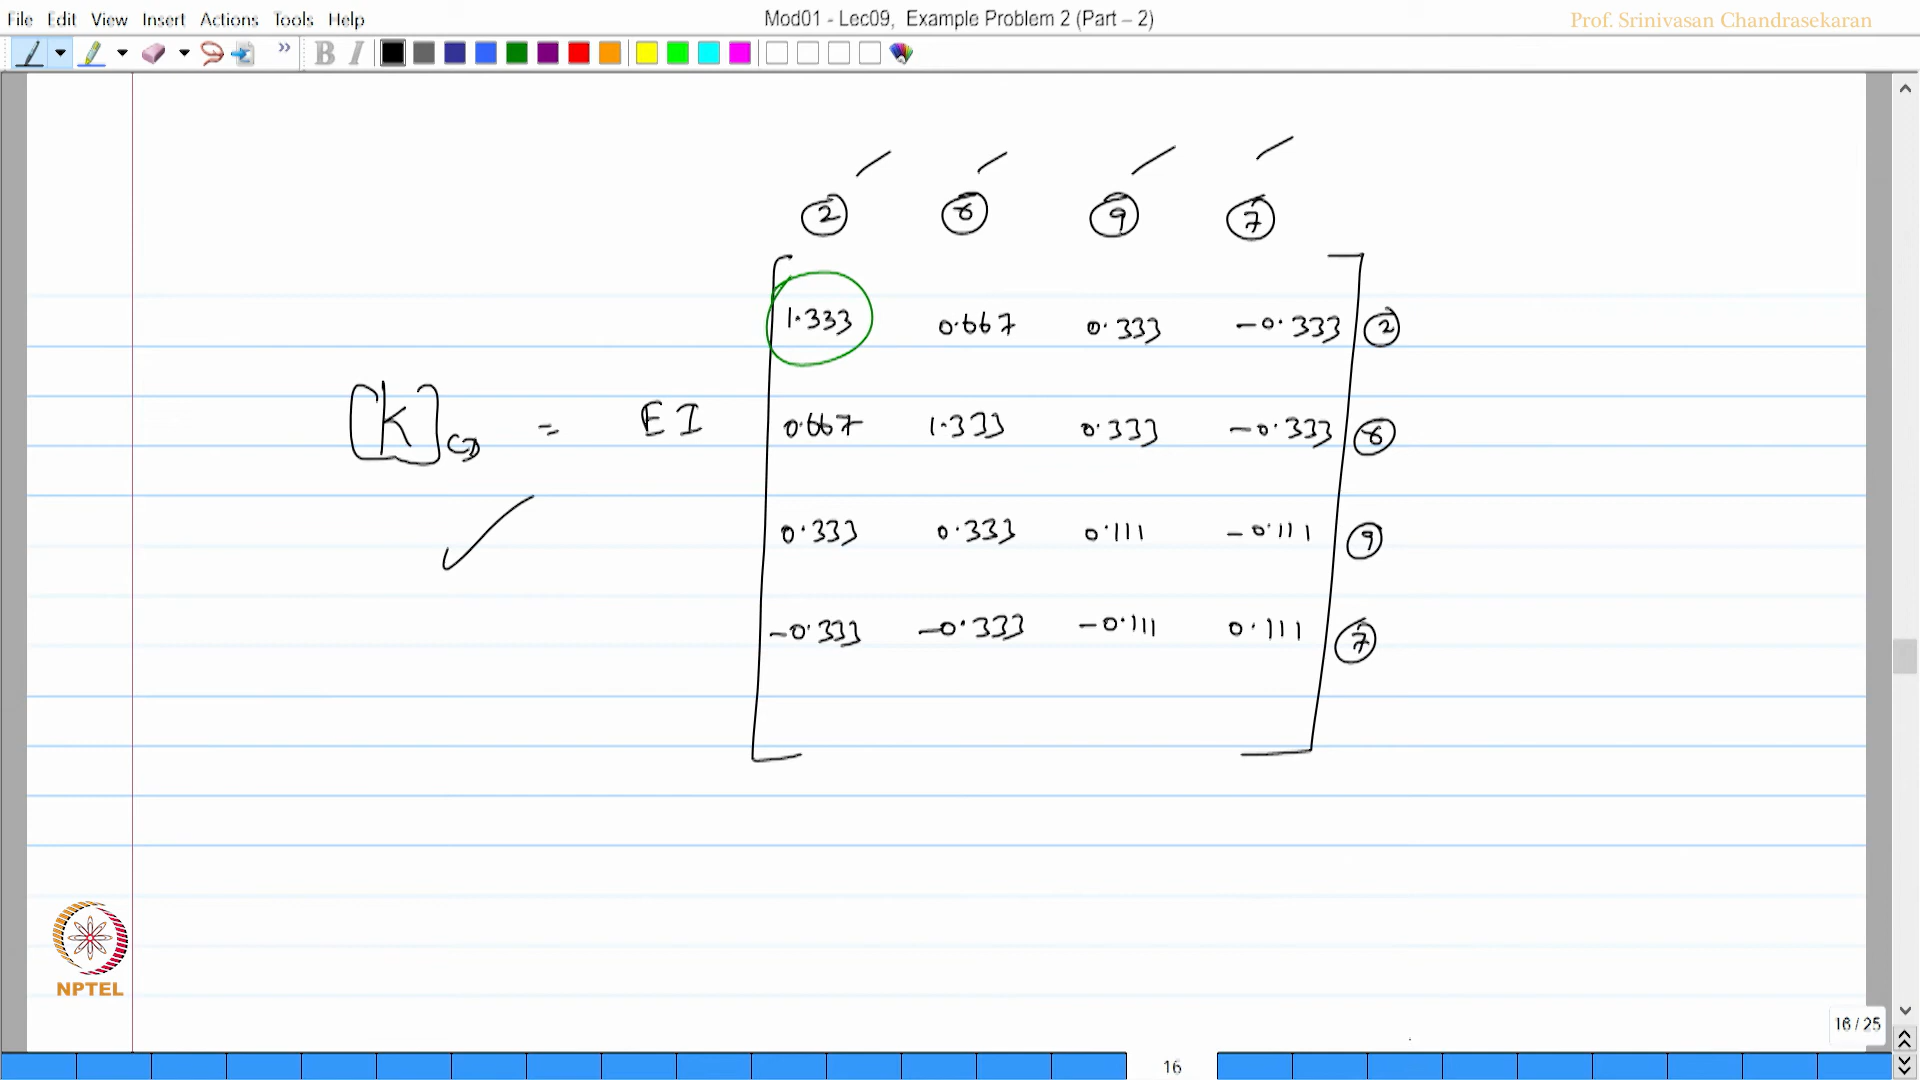 File Edit View Insert Actions Tools Help
Mod01 - Lec09, Example Problem 2 (Part – 2)
Prof. Srinivasan Chandrasekaran
B I
2 6 9 7
1.333 0.667 0.333 -0.333 2
[K]CD = EI 0.667 1.333 0.333 -0.333 6
0.333 0.333 0.111 -0.111 9
-0.333 -0.333 -0.111 0.111 7
NPTEL
16 / 25
16